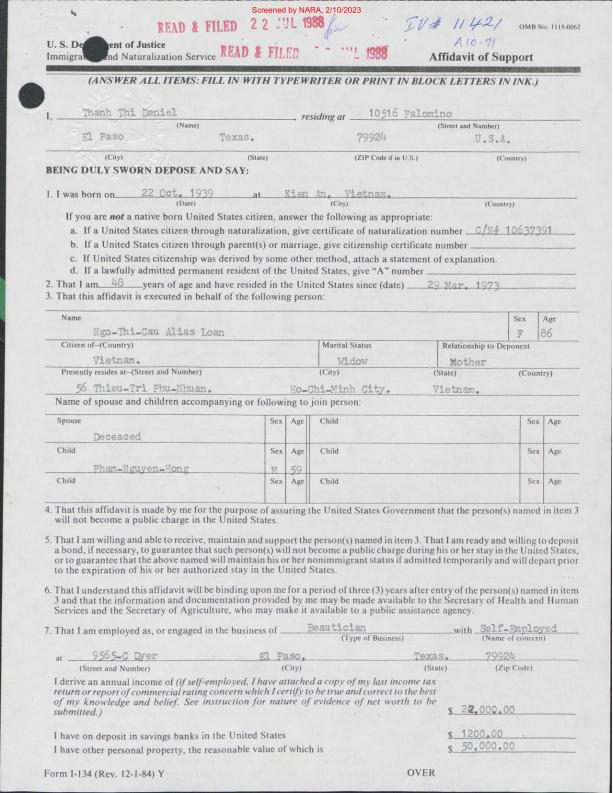 Screened by NARA, 2/10/2023
READ & FILED 22 JUL 1988
IV# 11421
OMB No. 1115-0062
A10-71
U. S. De ent of Justice
Immigra nd Naturalization Service READ & FILED JUL 1988 Affidavit of Support
(ANSWER ALL ITEMS: FILL IN WITH TYPEWRITER OR PRINT IN BLOCK LETTERS IN INK.)
I, Thanh Thi Daniel, residing at 10516 Palomino
(Name) (Street and Number)
El Paso Texas. 79924 U.S.A.
(City) (State) (ZIP Code if in U.S.) (Country)
BEING DULY SWORN DEPOSE AND SAY:
1. I was born on 22 Oct. 1939 at Kien An, Vietnam.
(Date) (City) (Country)
If you are not a native born United States citizen, answer the following as appropriate:
a. If a United States citizen through naturalization, give certificate of naturalization number C/N# 10637391
b. If a United States citizen through parent(s) or marriage, give citizenship certificate number
c. If United States citizenship was derived by some other method, attach a statement of explanation.
d. If a lawfully admitted permanent resident of the United States, give "A" number
2. That I am 48 years of age and have resided in the United States since (date) 29 Mar. 1973
3. That this affidavit is executed in behalf of the following person:
Name Sex Age
Ngo-Thi-Cau Alias Loan F 86
Citizen of--(Country) Marital Status Relationship to Deponent
Vietnam. Widow Mother
Presently resides at--(Street and Number) (City) (State) (Country)
56 Thieu-Tri Phu-Nhuan. Ho-Chi-Minh City. Vietnam.
Name of spouse and children accompanying or following to join person:
Spouse Sex Age Child Sex Age
Deceaced
Child Sex Age Child Sex Age
Pham-Nguyen-Hong M 59
Child Sex Age Child Sex Age
4. That this affidavit is made by me for the purpose of assuring the United States Government that the person(s) named in item 3
will not become a public charge in the United States.
5. That I am willing and able to receive, maintain and support the person(s) named in item 3. That I am ready and willing to deposit
a bond, if necessary, to guarantee that such person(s) will not become a public charge during his or her stay in the United States,
or to guarantee that the above named will maintain his or her nonimmigrant status if admitted temporarily and will depart prior
to the expiration of his or her authorized stay in the United States.
6. That I understand this affidavit will be binding upon me for a period of three (3) years after entry of the person(s) named in item
3 and that the information and documentation provided by me may be made available to the Secretary of Health and Human
Services and the Secretary of Agriculture, who may make it available to a public assistance agency.
7. That I am employed as, or engaged in the business of Beautician with Self-Employed
(Type of Business) (Name of concern)
at 9565-C Dyer El Paso, Texas. 79924
(Street and Number) (City) (State) (Zip Code)
I derive an annual income of (if self-employed, I have attached a copy of my last income tax
return or report of commercial rating concern which I certify to be true and correct to the best
of my knowledge and belief. See instruction for nature of evidence of net worth to be
submitted.) $ 22,000.00
I have on deposit in savings banks in the United States $ 1200.00
I have other personal property, the reasonable value of which is $ 50,000.00
Form I-134 (Rev. 12-1-84) Y OVER